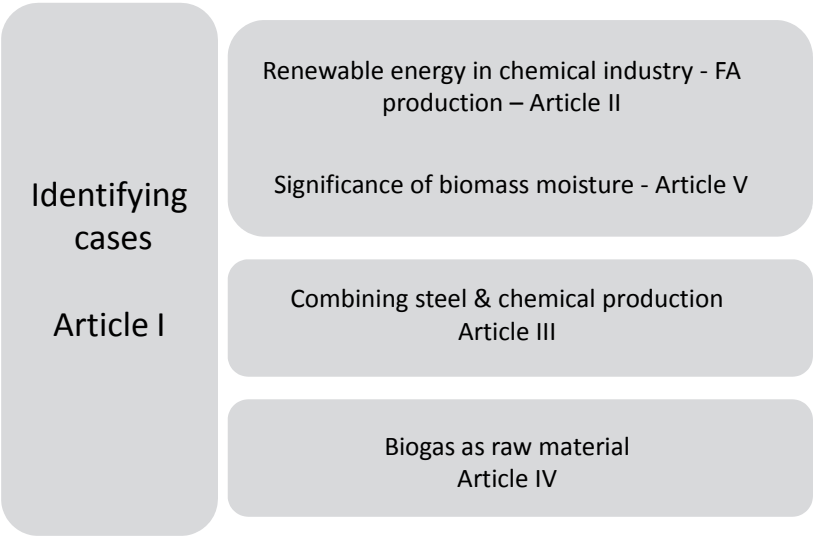 Identifying
cases
Article I
Renewable energy in chemical industry - FA
production – Article II
Significance of biomass moisture - Article V
Combining steel & chemical production
Article III
Biogas as raw material
Article IV